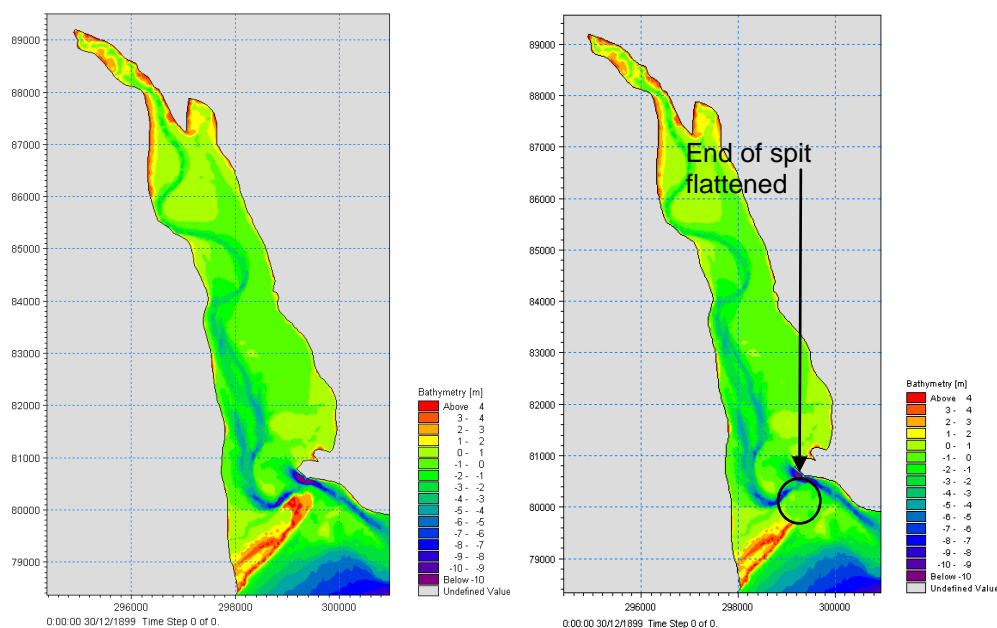 89000
88000
87000
86000
85000
84000
83000
82000
81000
80000
79000
296000 298000 300000
0:00:00 30/12/1899 Time Step 0 of 0.
Bathymetry [m]
Above 4
3 - 4
2 - 3
1 - 2
0 - 1
-1 - 0
-2 - -1
-3 - -2
-4 - -3
-5 - -4
-6 - -5
-7 - -6
-8 - -7
-9 - -8
-10 - -9
Below -10
Undefined Value
89000
88000
87000
86000
85000
84000
83000
82000
81000
80000
79000
296000 298000 300000
0:00:00 30/12/1899 Time Step 0 of 0.
End of spit
flattened
Bathymetry [m]
Above 4
3 - 4
2 - 3
1 - 2
0 - 1
-1 - 0
-2 - -1
-3 - -2
-4 - -3
-5 - -4
-6 - -5
-7 - -6
-8 - -7
-9 - -8
-10 - -9
Below -10
Undefined Value